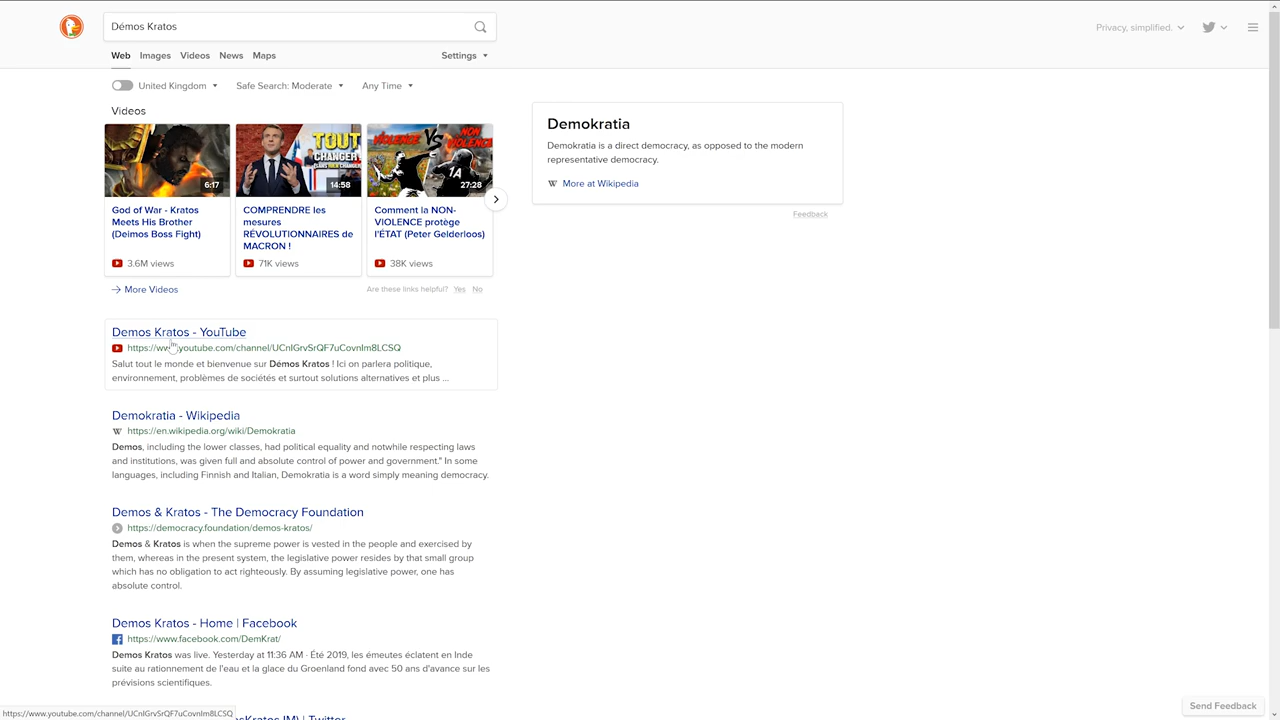 Démos Kratos
Privacy, simplified.
Web Images Videos News Maps
Settings
United Kingdom
Safe Search: Moderate
Any Time
Videos
6:17
TOUT
CHANGER
14:58
VIOLENCE VS NON
VIOLENCE
1A
27:28
God of War - Kratos
Meets His Brother
(Deimos Boss Fight)
3.6M views
COMPRENDRE les
mesures
RÉVOLUTIONNAIRES de
MACRON !
71K views
Comment la NON-
VIOLENCE protège
l'ÉTAT (Peter Gelderloos)
38K views
More Videos
Are these links helpful? Yes No
Demokratia
Demokratia is a direct democracy, as opposed to the modern
representative democracy.
W More at Wikipedia
Feedback
Demos Kratos - YouTube
https://www.youtube.com/channel/UCnIGrvSrQF7uCovnIm8LCSQ
Salut tout le monde et bienvenue sur Démos Kratos ! Ici on parlera politique,
environnement, problèmes de sociétés et surtout solutions alternatives et plus ...
Demokratia - Wikipedia
W https://en.wikipedia.org/wiki/Demokratia
Demos, including the lower classes, had political equality and notwhile respecting laws
and institutions, was given full and absolute control of power and government." In some
languages, including Finnish and Italian, Demokratia is a word simply meaning democracy.
Demos & Kratos - The Democracy Foundation
https://democracy.foundation/demos-kratos/
Demos & Kratos is when the supreme power is vested in the people and exercised by
them, whereas in the present system, the legislative power resides by that small group
which has no obligation to act righteously. By assuming legislative power, one has
absolute control.
Demos Kratos - Home | Facebook
https://www.facebook.com/DemKrat/
Demos Kratos was live. Yesterday at 11:36 AM · Été 2019, les émeutes éclatent en Inde
suite au rationnement de l'eau et la glace du Groenland fond avec 50 ans d'avance sur les
prévisions scientifiques.
Send Feedback
https://www.youtube.com/channel/UCnIGrvSrQF7uCovnIm8LCSQ